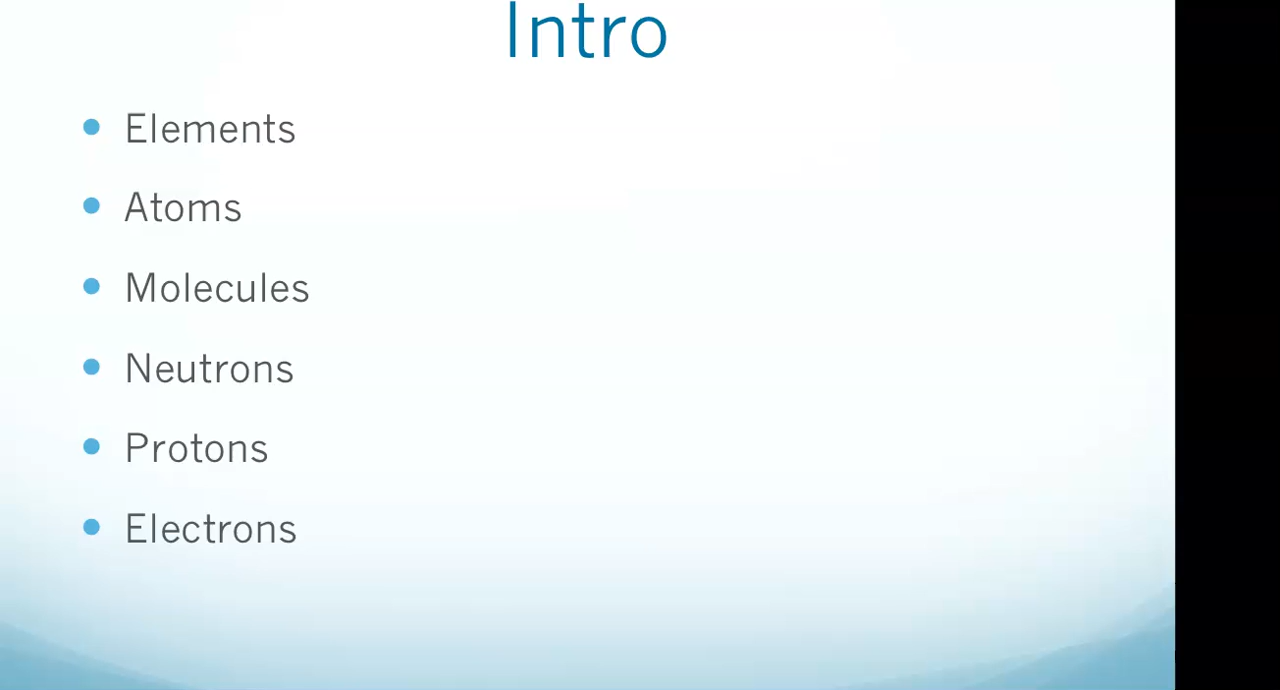 Intro
Elements
Atoms
Molecules
Neutrons
Protons
Electrons